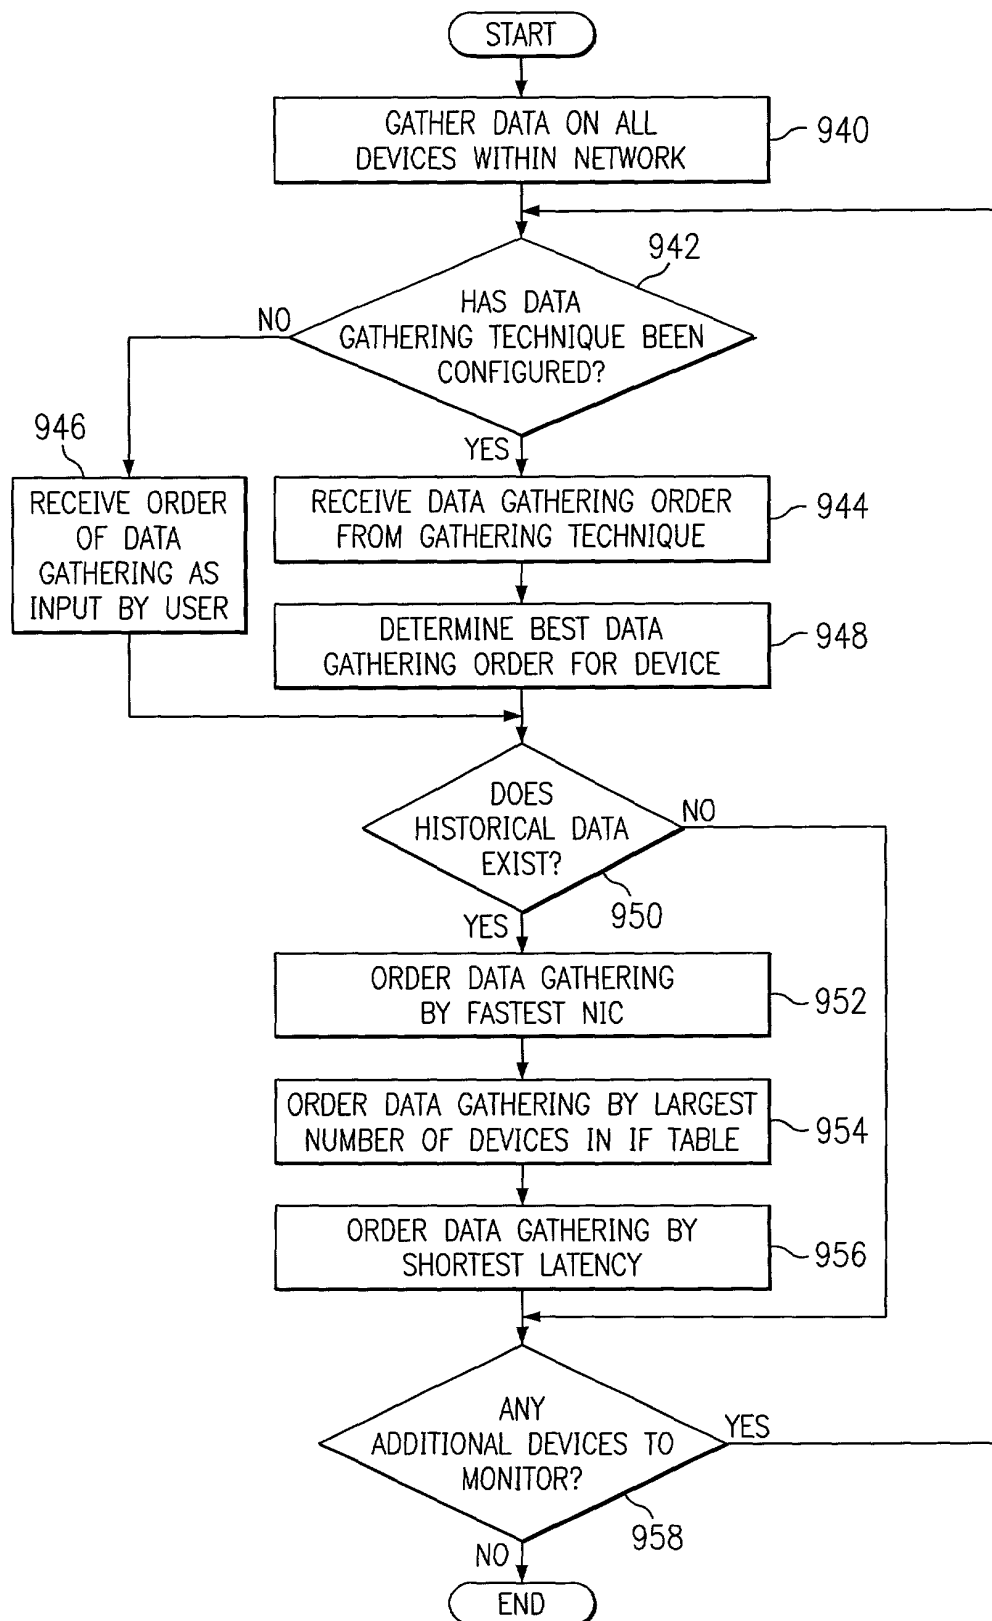 START
GATHER DATA ON ALL
DEVICES WITHIN NETWORK
940
942
HAS DATA
GATHERING TECHNIQUE BEEN
CONFIGURED?
NO
YES
946
RECEIVE ORDER
OF DATA
GATHERING AS
INPUT BY USER
RECEIVE DATA GATHERING ORDER
FROM GATHERING TECHNIQUE
944
DETERMINE BEST DATA
GATHERING ORDER FOR DEVICE
948
DOES
HISTORICAL DATA
EXIST?
NO
950
YES
ORDER DATA GATHERING
BY FASTEST NIC
952
ORDER DATA GATHERING BY LARGEST
NUMBER OF DEVICES IN IF TABLE
954
ORDER DATA GATHERING BY
SHORTEST LATENCY
956
ANY
ADDITIONAL DEVICES TO
MONITOR?
YES
958
NO
END